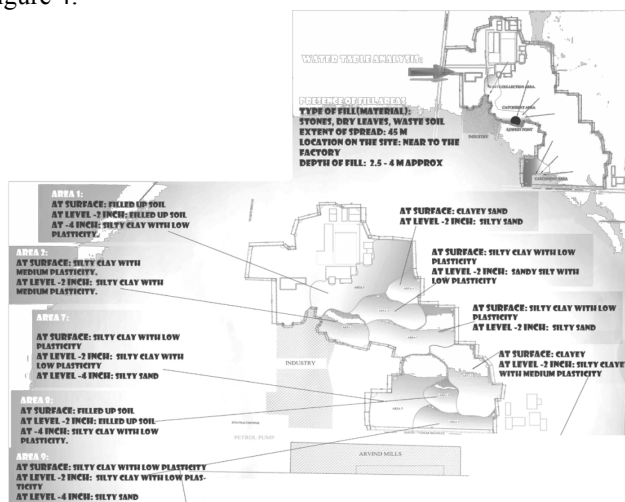 igure 4.
WATER TABLE ANALYSIS:
PRESENCE OF FILL AREAS
TYPE OF FILL(MATERIAL):
STONES, DRY LEAVES, WASTE SOIL
EXTENT OF SPREAD: 45 M
LOCATION ON THE SITE: NEAR TO THE
FACTORY
DEPTH OF FILL: 2.5 - 4 M APPROX
COLLECTION AREA
CATCHMENT AREA
LOWEST POINT
INDUSTRY
CATCHMENT AREA
AREA 1:
AT SURFACE: FILLED UP SOIL
AT LEVEL -2 INCH: FILLED UP SOIL
AT -4 INCH: SILTY CLAY WITH LOW
PLASTICITY.
AREA 2:
AT SURFACE: SILTY CLAY WITH
MEDIUM PLASTICITY.
AT LEVEL -2 INCH: SILTY CLAY WITH
MEDIUM PLASTICITY.
AREA 7:
AT SURFACE: SILTY CLAY WITH LOW
PLASTICITY
AT LEVEL -2 INCH: SILTY CLAY WITH
LOW PLASTICITY
AT LEVEL -4 INCH: SILTY SAND
AREA 8:
AT SURFACE: FILLED UP SOIL
AT LEVEL -2 INCH: FILLED UP SOIL
AT -4 INCH: SILTY CLAY WITH LOW
PLASTICITY.
AREA 9:
AT SURFACE: SILTY CLAY WITH LOW PLASTICITY
AT LEVEL -2 INCH: SILTY CLAY WITH LOW PLAS-
TICITY
AT LEVEL -4 INCH: SILTY SAND
AT SURFACE: CLAYEY SAND
AT LEVEL -2 INCH: SILTY SAND
AT SURFACE: SILTY CLAY WITH LOW
PLASTICITY
AT LEVEL -2 INCH: SANDY SILT WITH
LOW PLASTICITY
AT SURFACE: SILTY CLAY WITH LOW
PLASTICITY
AT LEVEL -2 INCH: SILTY SAND
AT SURFACE: CLAYEY
AT LEVEL -2 INCH: SILTY CLAYE
WITH MEDIUM PLASTICITY
INDUSTRY
PETROL PUMP
ARVIND MILLS